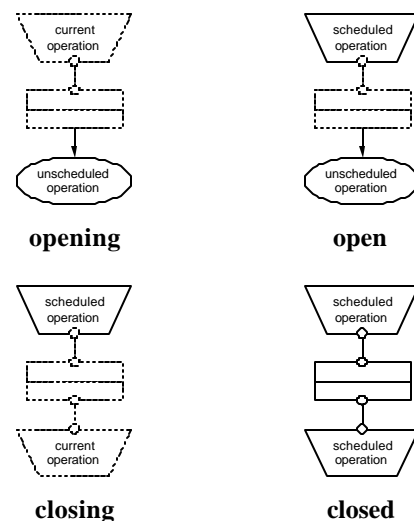 current
operation
scheduled
operation
unscheduled
operation
unscheduled
operation
opening
open
scheduled
operation
scheduled
operation
current
operation
scheduled
operation
closing
closed